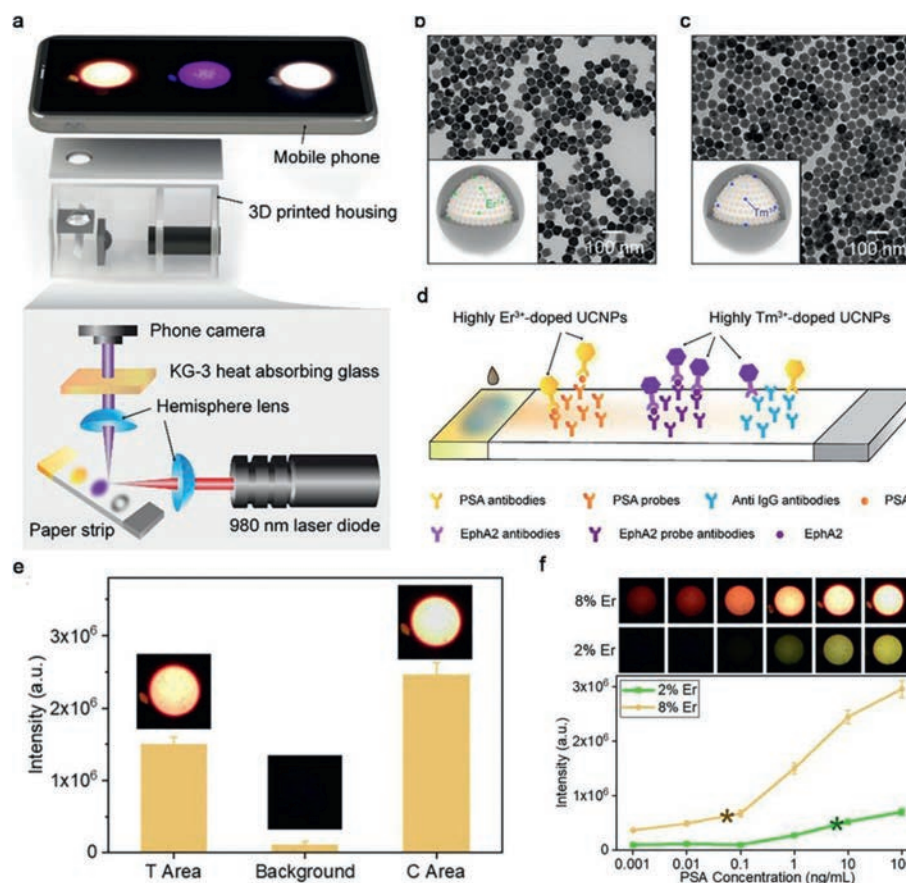 a
Mobile phone
3D printed housing
Phone camera
KG-3 heat absorbing glass
Hemisphere lens
Paper strip
980 nm laser diode
b
Er³⁺
100 nm
c
Tm³⁺
100 nm
d
Highly Er³⁺-doped UCNPs
Highly Tm³⁺-doped UCNPs
PSA antibodies
PSA probes
Anti IgG antibodies
PSA
EphA2 antibodies
EphA2 probe antibodies
EphA2
e
Intensity (a.u.)
3x10⁶
2x10⁶
1x10⁶
0
T Area
Background
C Area
f
8% Er
2% Er
2% Er
8% Er
Intensity (a.u.)
3x10⁶
2x10⁶
1x10⁶
0
*
*
0.001
0.01
0.1
1
10
100
PSA Concentration (ng/mL)